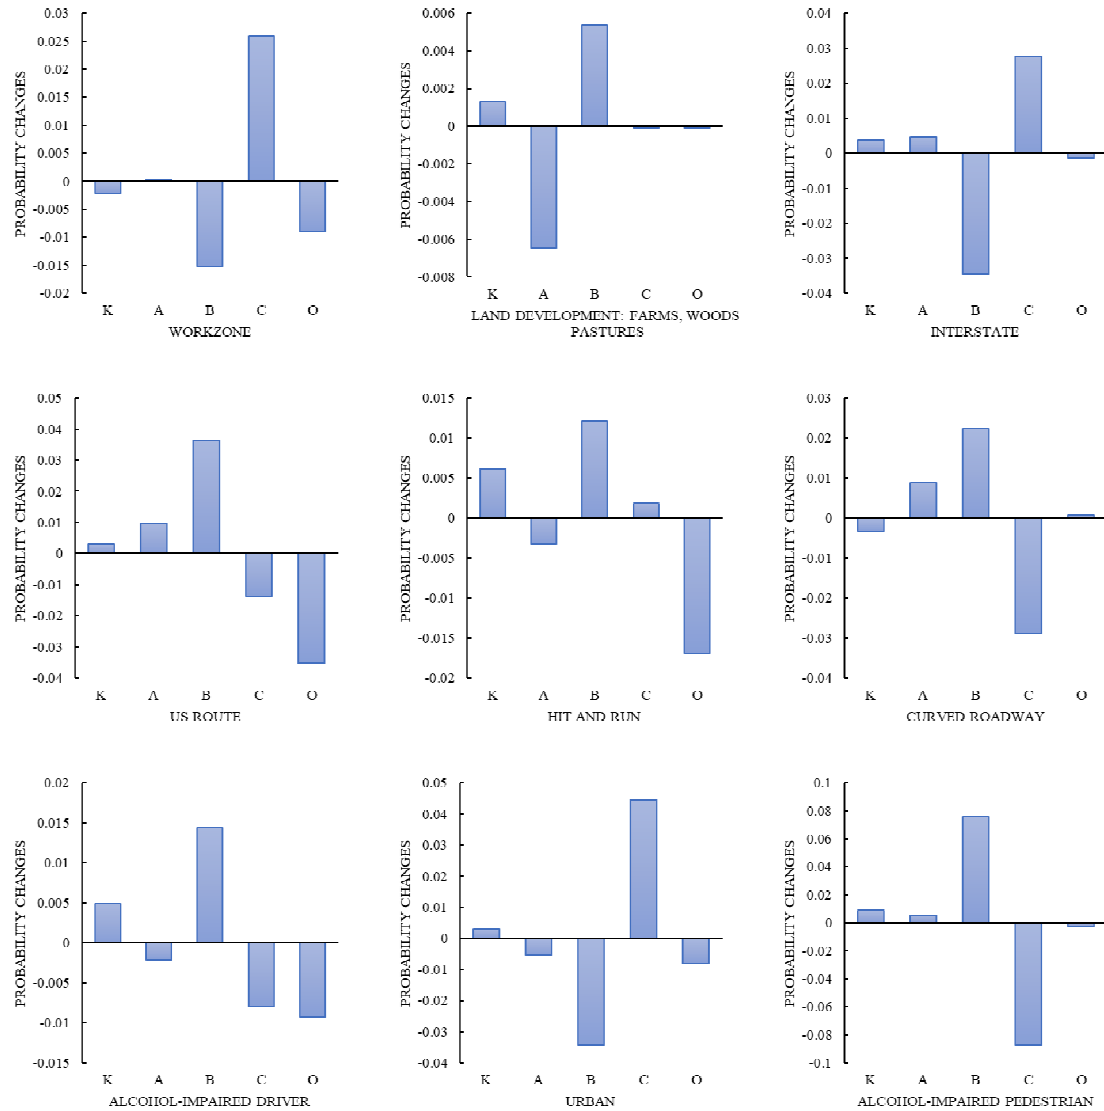 PROBABILITY CHANGES
0.03
0.025
0.02
0.015
0.01
0.005
0
-0.005
-0.01
-0.015
-0.02
K A B C O
WORKZONE
PROBABILITY CHANGES
0.006
0.004
0.002
0
-0.002
-0.004
-0.006
-0.008
K A B C O
LAND DEVELOPMENT: FARMS, WOODS
PASTURES
PROBABILITY CHANGES
0.04
0.03
0.02
0.01
0
-0.01
-0.02
-0.03
-0.04
K A B C O
INTERSTATE
PROBABILITY CHANGES
0.05
0.04
0.03
0.02
0.01
0
-0.01
-0.02
-0.03
-0.04
K A B C O
US ROUTE
PROBABILITY CHANGES
0.015
0.01
0.005
0
-0.005
-0.01
-0.015
-0.02
K A B C O
HIT AND RUN
PROBABILITY CHANGES
0.03
0.02
0.01
0
-0.01
-0.02
-0.03
-0.04
K A B C O
CURVED ROADWAY
PROBABILITY CHANGES
0.02
0.015
0.01
0.005
0
-0.005
-0.01
-0.015
K A B C O
ALCOHOL-IMPAIRED DRIVER
PROBABILITY CHANGES
0.05
0.04
0.03
0.02
0.01
0
-0.01
-0.02
-0.03
-0.04
K A B C O
URBAN
PROBABILITY CHANGES
0.1
0.08
0.06
0.04
0.02
0
-0.02
-0.04
-0.06
-0.08
-0.1
K A B C O
ALCOHOL-IMPAIRED PEDESTRIAN